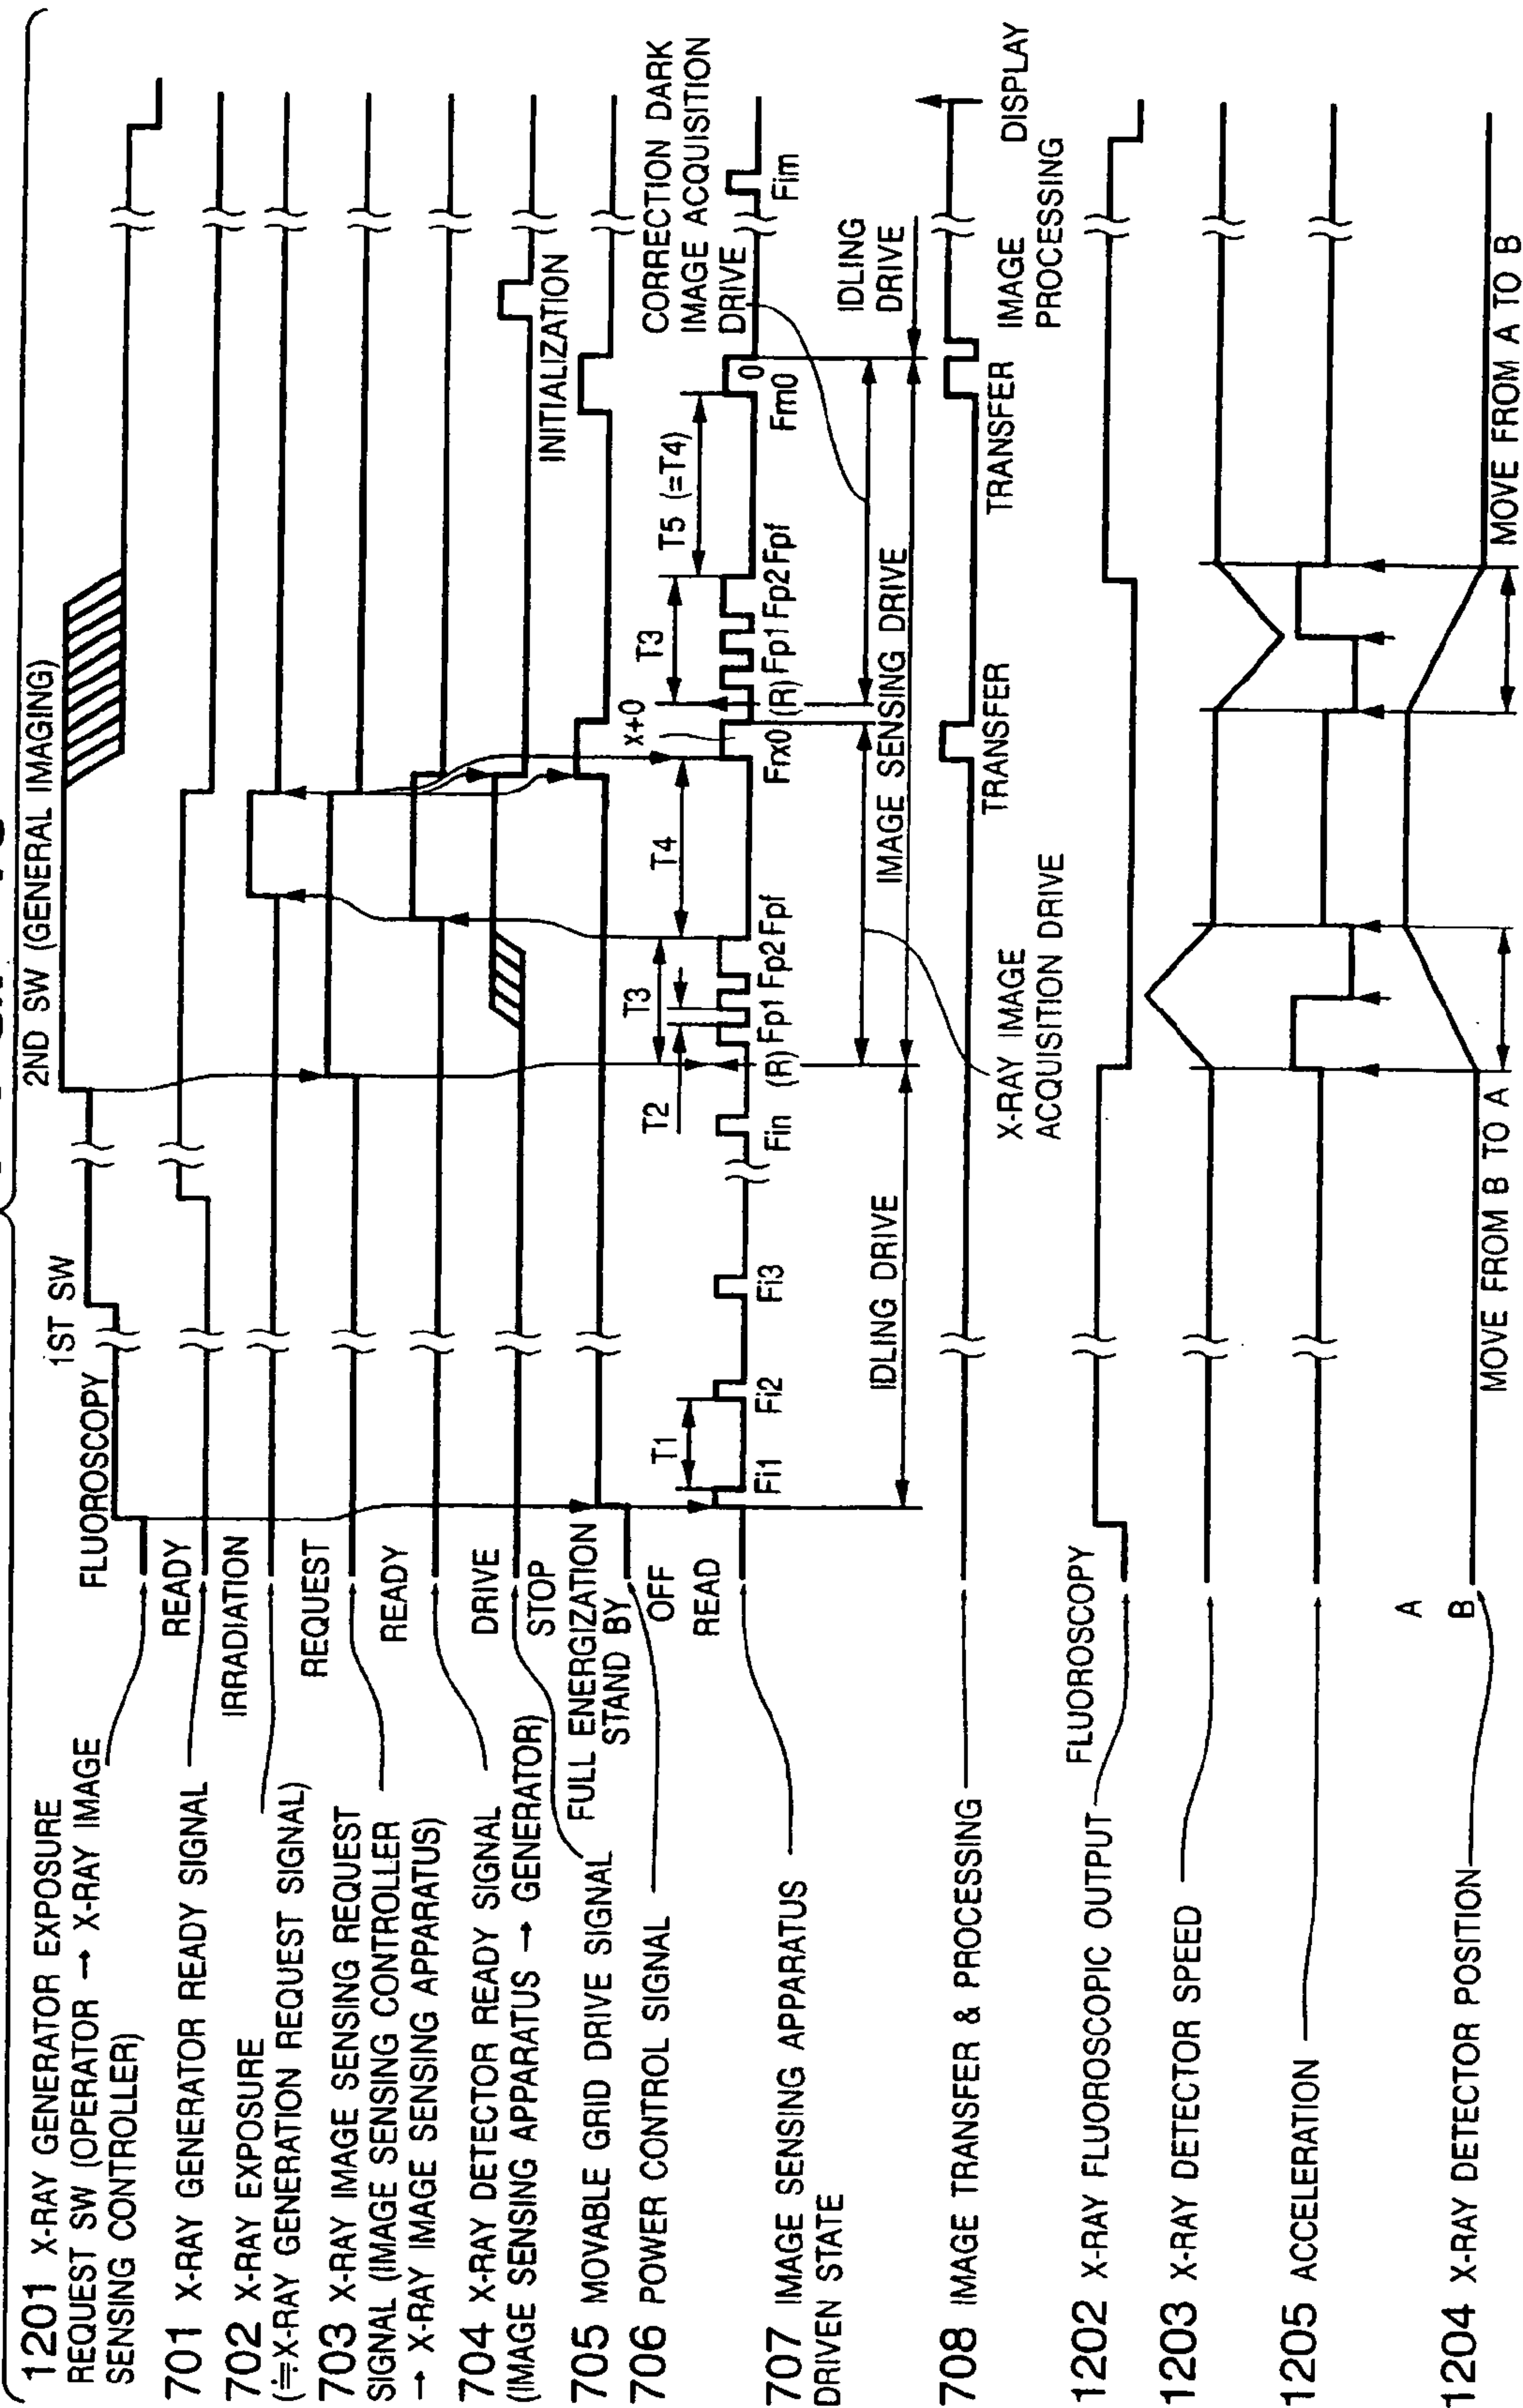 2ND SW (GENERAL IMAGING)
1ST SW
FLUOROSCOPY
1201 X-RAY GENERATOR EXPOSURE
REQUEST SW (OPERATOR → X-RAY IMAGE
SENSING CONTROLLER)
READY
701 X-RAY GENERATOR READY SIGNAL
IRRADIATION
702 X-RAY EXPOSURE
(≒X-RAY GENERATION REQUEST SIGNAL)
REQUEST
703 X-RAY IMAGE SENSING REQUEST
SIGNAL (IMAGE SENSING CONTROLLER
→ X-RAY IMAGE SENSING APPARATUS)
READY
704 X-RAY DETECTOR READY SIGNAL
(IMAGE SENSING APPARATUS → GENERATOR)
DRIVE
STOP
INITIALIZATION
705 MOVABLE GRID DRIVE SIGNAL
FULL ENERGIZATION
STAND BY
OFF
706 POWER CONTROL SIGNAL
READ
T1
T2
T3
T4
x+0
T3
T5 (=T4)
0
CORRECTION DARK
IMAGE ACQUISITION
DRIVE
Fi1
Fi2
Fi3
Fin
(R)
Fp1
Fp2
Fpf
Frx0
(R)
Fp1
Fp2
Fpf
Fm0
Fim
707 IMAGE SENSING APPARATUS
DRIVEN STATE
IDLING DRIVE
IMAGE SENSING DRIVE
IDLING
DRIVE
708 IMAGE TRANSFER & PROCESSING
X-RAY IMAGE
ACQUISITION DRIVE
TRANSFER
TRANSFER
IMAGE
PROCESSING
DISPLAY
FLUOROSCOPY
1202 X-RAY FLUOROSCOPIC OUTPUT
1203 X-RAY DETECTOR SPEED
1205 ACCELERATION
A
B
1204 X-RAY DETECTOR POSITION
MOVE FROM B TO A
MOVE FROM A TO B